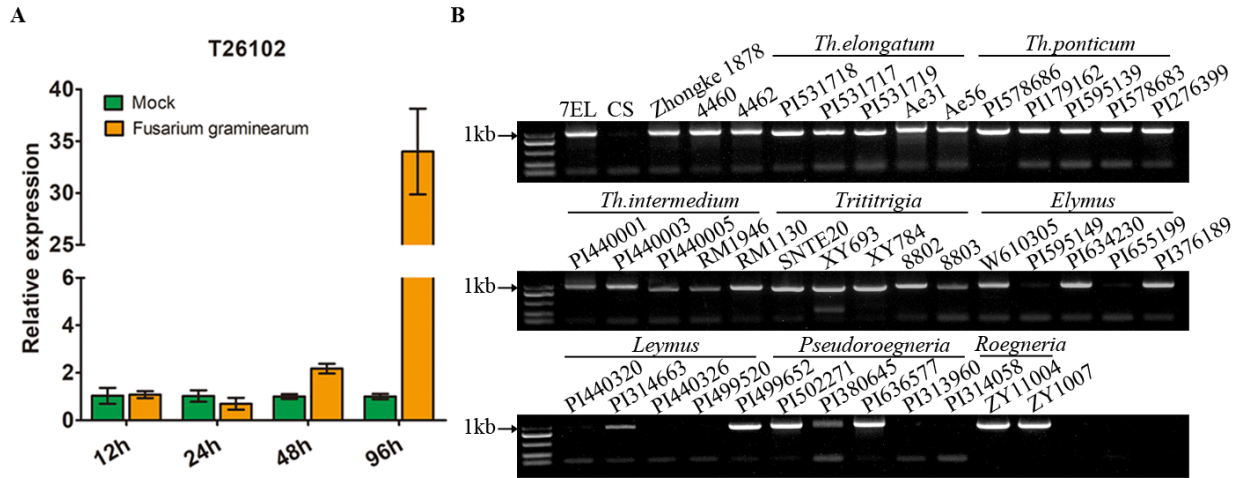 A
T26102
40
35
30
25
6
4
2
0
Relative expression
Mock
Fusarium graminearum
12h 24h 48h 96h
B
Th.elongatum Th.ponticum
7EL CS Zhongke 1878 4460 4462 PI531718 PI531717 PI531719 Ae31 Ae56 PI578686 PI179162 PI595139 PI578683 PI276399
1kb
Th.intermedium Trititrigia Elymus
PI440001 PI440003 PI440005 RM1946 RM1130 SNTE20 XY693 XY784 8802 8803 W610305 PI595149 PI634230 PI655199 PI376189
1kb
Leymus Pseudoroegneria Roegneria
PI440320 PI314663 PI440326 PI499520 PI499652 PI502271 PI380645 PI636577 PI313960 PI314058 ZY11004 ZY1007
1kb